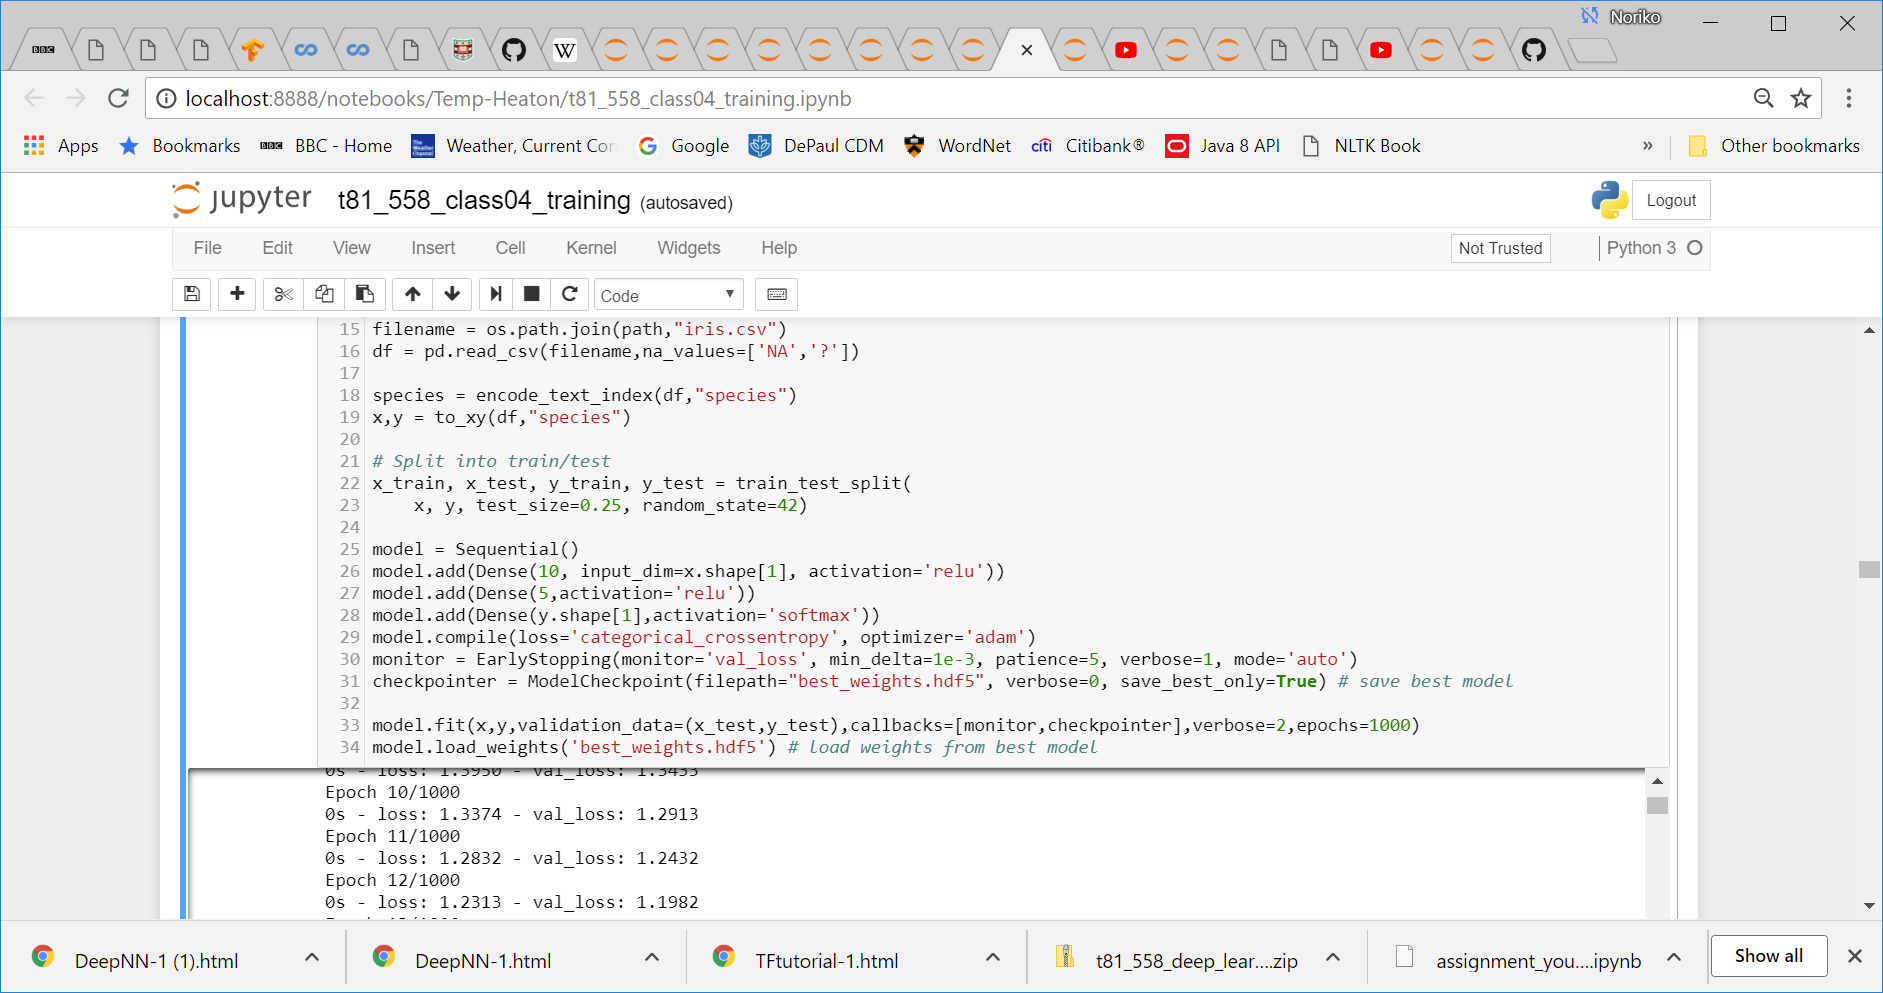 Noriko
BBC
W
localhost:8888/notebooks/Temp-Heaton/t81_558_class04_training.ipynb
Apps Bookmarks BBC BBC - Home Weather, Current Con Google DePaul CDM WordNet citi Citibank® Java 8 API NLTK Book » Other bookmarks
jupyter t81_558_class04_training (autosaved) Logout
File Edit View Insert Cell Kernel Widgets Help Not Trusted Python 3
Code
15 filename = os.path.join(path,"iris.csv")
16 df = pd.read_csv(filename,na_values=['NA','?'])
17
18 species = encode_text_index(df,"species")
19 x,y = to_xy(df,"species")
20
21 # Split into train/test
22 x_train, x_test, y_train, y_test = train_test_split(
23 x, y, test_size=0.25, random_state=42)
24
25 model = Sequential()
26 model.add(Dense(10, input_dim=x.shape[1], activation='relu'))
27 model.add(Dense(5,activation='relu'))
28 model.add(Dense(y.shape[1],activation='softmax'))
29 model.compile(loss='categorical_crossentropy', optimizer='adam')
30 monitor = EarlyStopping(monitor='val_loss', min_delta=1e-3, patience=5, verbose=1, mode='auto')
31 checkpointer = ModelCheckpoint(filepath="best_weights.hdf5", verbose=0, save_best_only=True) # save best model
32
33 model.fit(x,y,validation_data=(x_test,y_test),callbacks=[monitor,checkpointer],verbose=2,epochs=1000)
34 model.load_weights('best_weights.hdf5') # load weights from best model
0s - loss: 1.3950 - val_loss: 1.3433
Epoch 10/1000
0s - loss: 1.3374 - val_loss: 1.2913
Epoch 11/1000
0s - loss: 1.2832 - val_loss: 1.2432
Epoch 12/1000
0s - loss: 1.2313 - val_loss: 1.1982
DeepNN-1 (1).html DeepNN-1.html TFtutorial-1.html t81_558_deep_lear....zip assignment_you....ipynb Show all